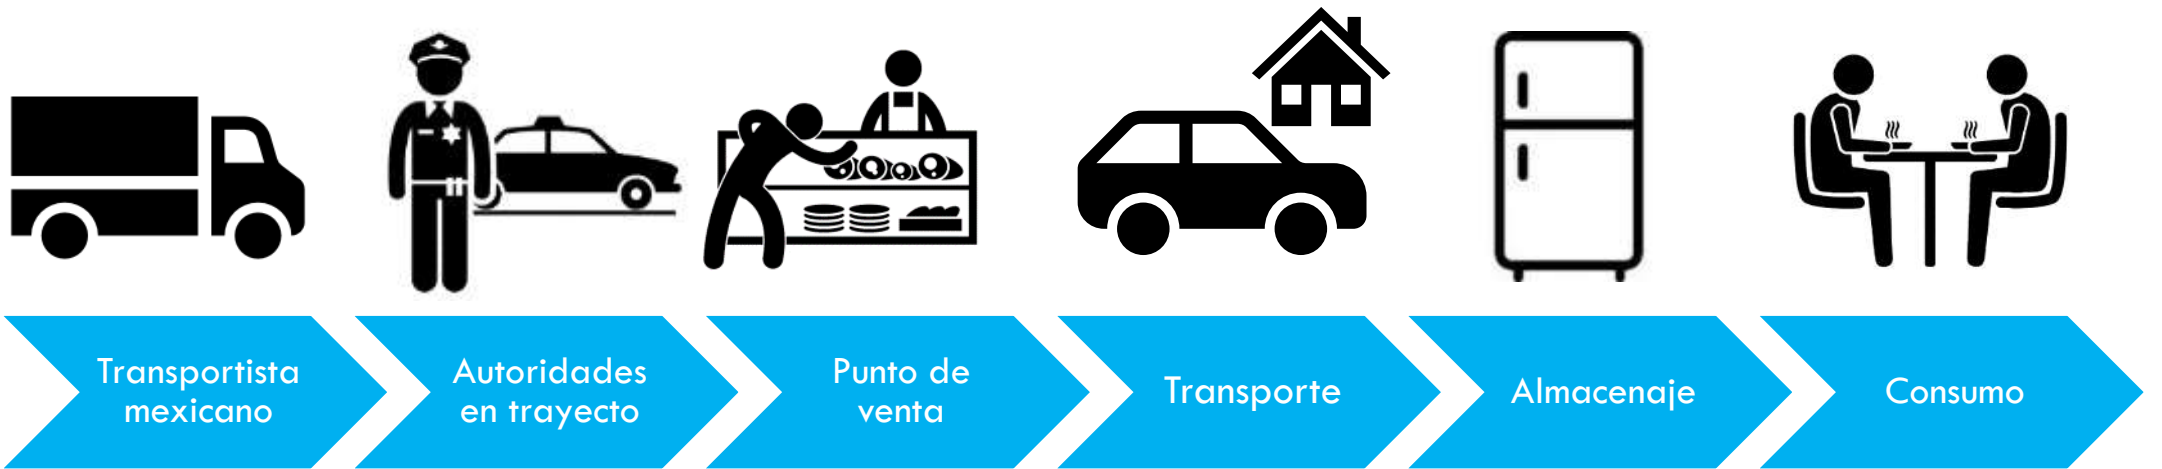 Transportista
mexicano
Autoridades
en trayecto
Punto de
venta
Transporte
Almacenaje
Consumo